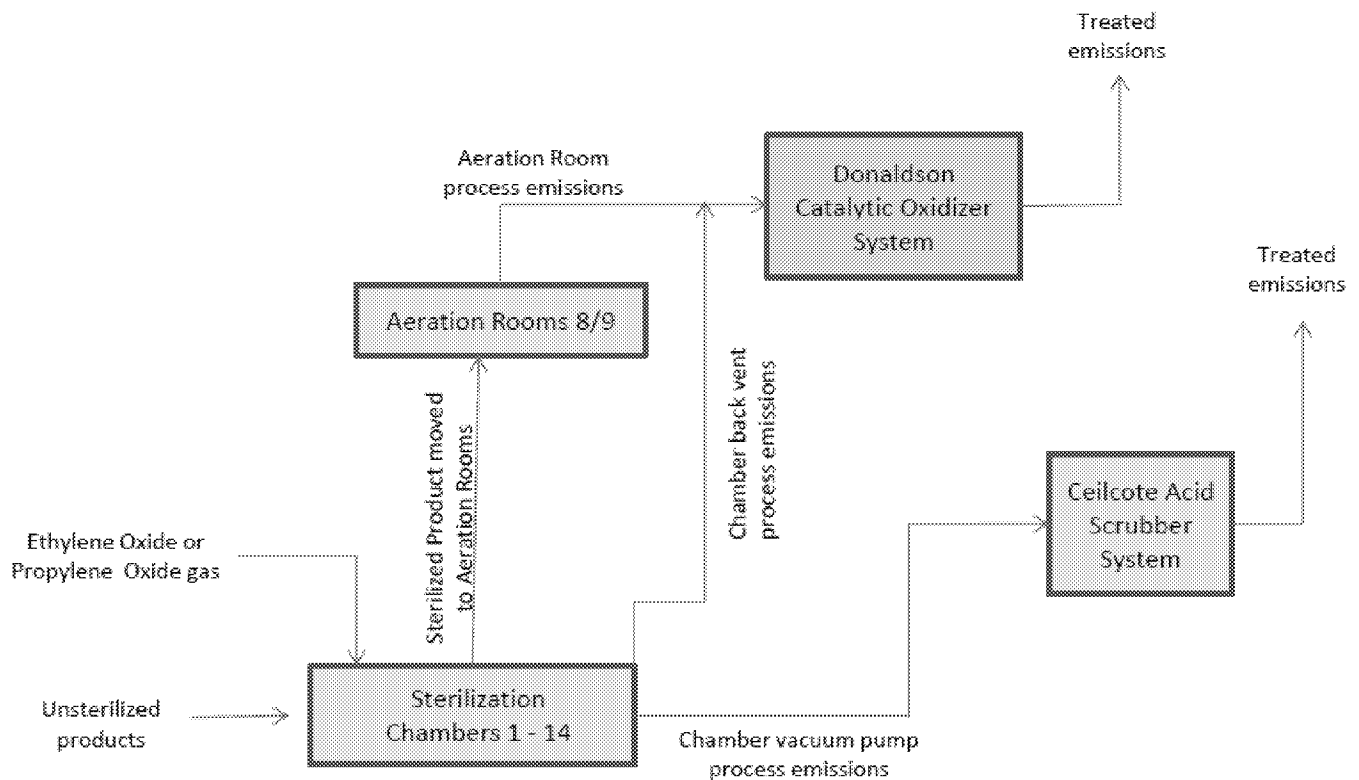 Treated
emissions
Aeration Room
process emissions
Donaldson
Catalytic Oxidizer
System
Treated
emissions
Aeration Rooms 8/9
Chamber back vent
process emissions
Sterilized Product moved
to Aeration Rooms
Ceilcote Acid
Scrubber
System
Ethylene Oxide or
Propylene Oxide gas
Unsterilized
products
Sterilization
Chambers 1 - 14
Chamber vacuum pump
process emissions